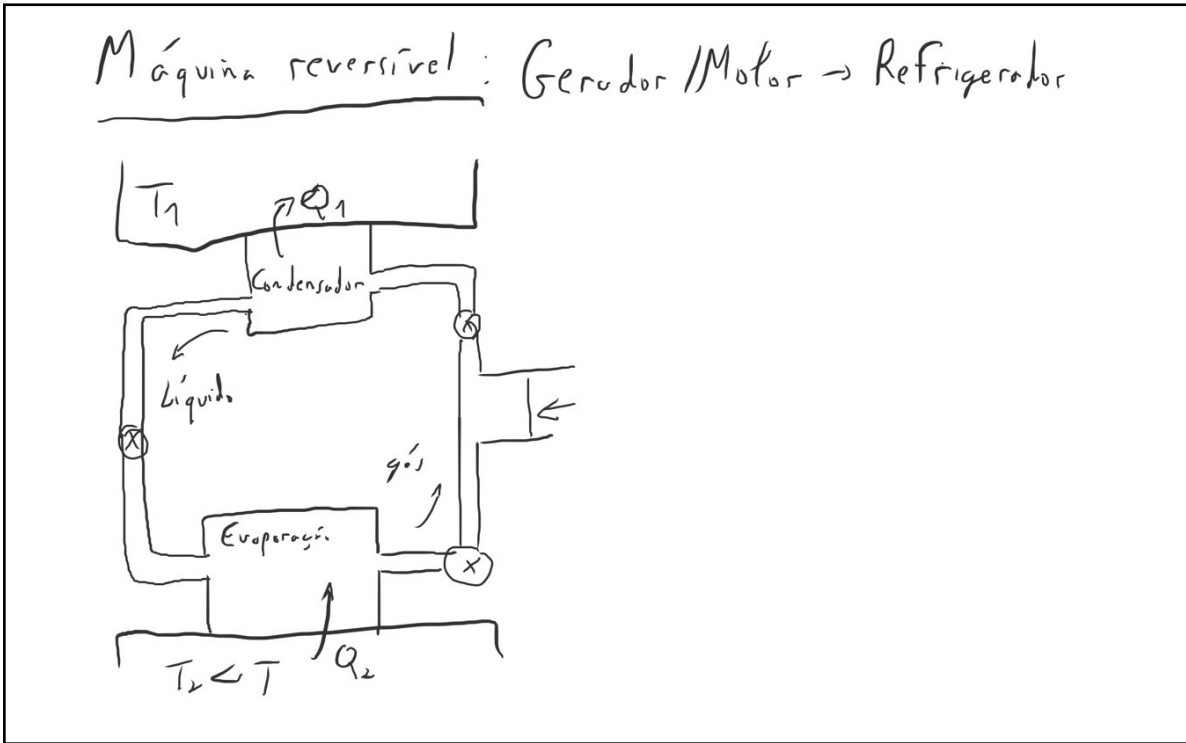 Máquina reversível : Gerador / Motor → Refrigerador
T₁
Q₁
Condensador
Líquido
gás
Evaporação
T₂ < T
Q₂